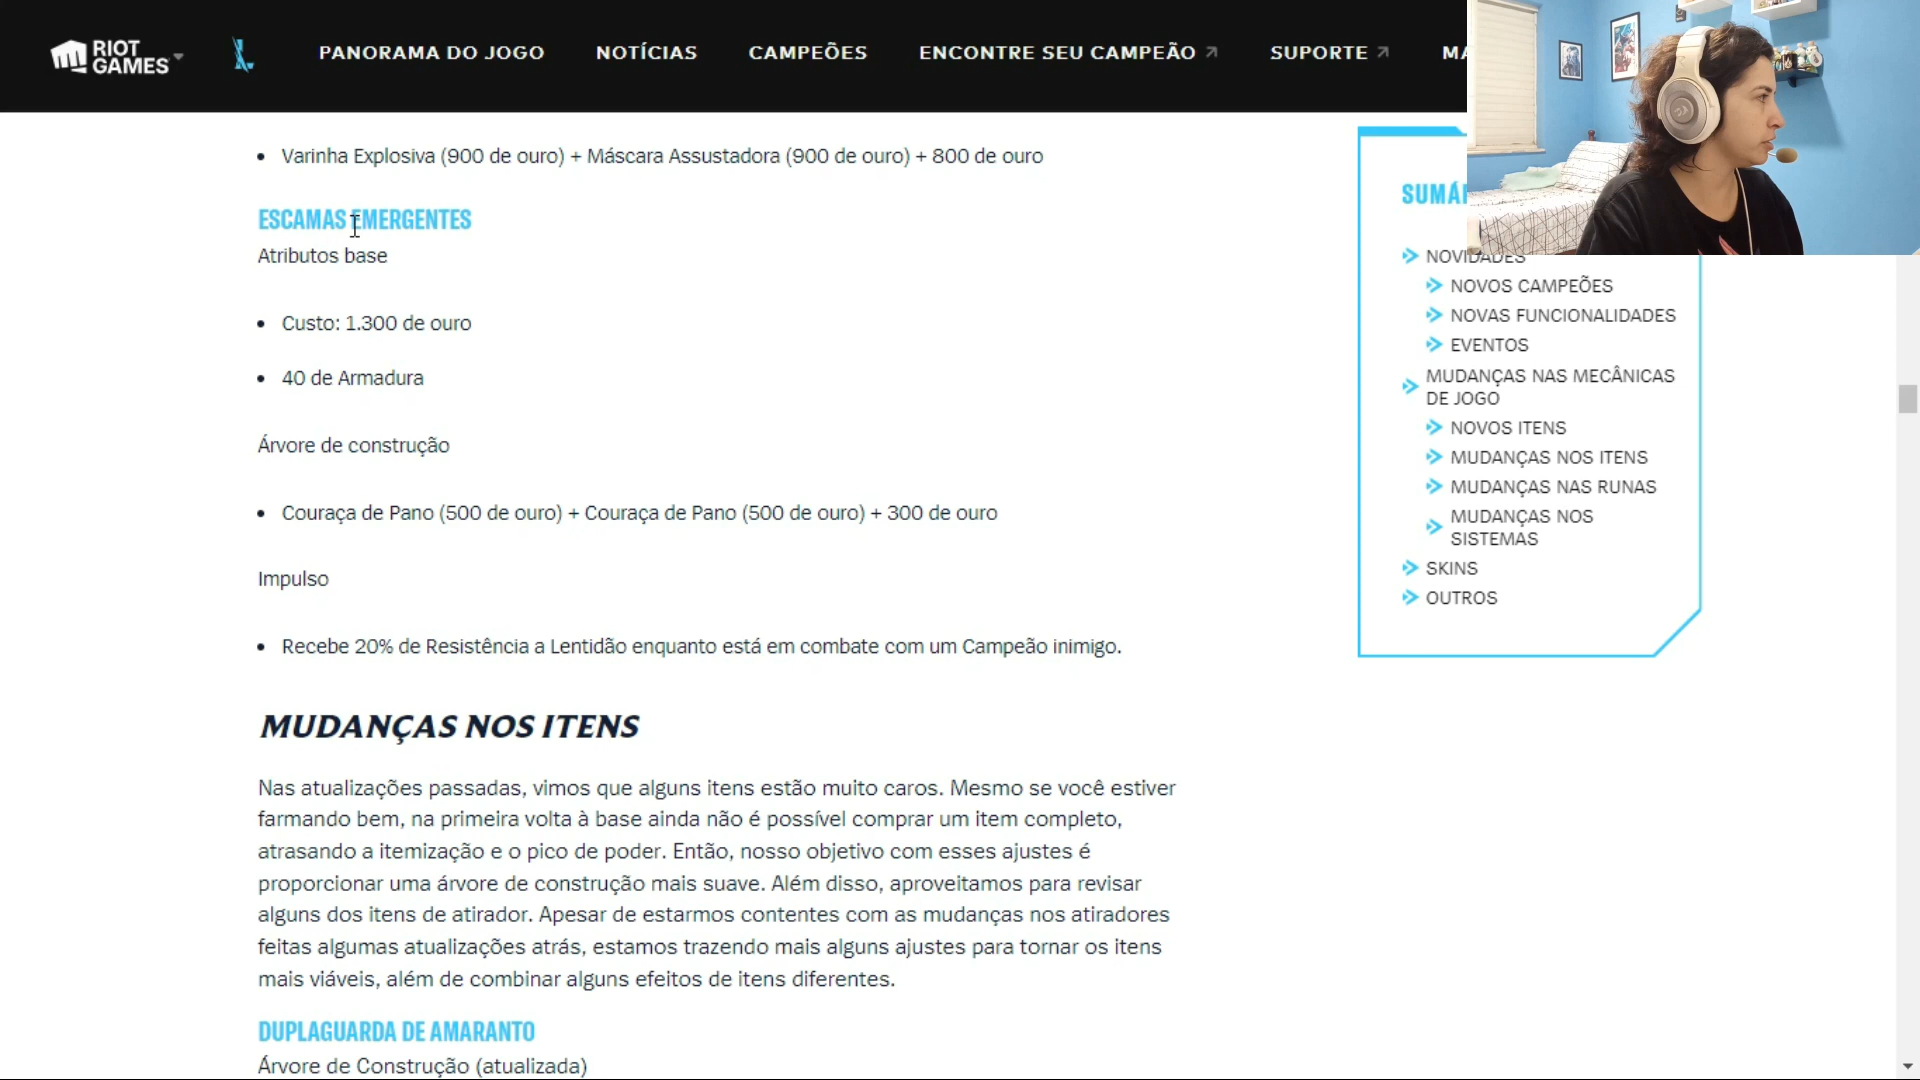 RIOT GAMES
PANORAMA DO JOGO
NOTÍCIAS
CAMPEÕES
ENCONTRE SEU CAMPEÃO
SUPORTE
Varinha Explosiva (900 de ouro) + Máscara Assustadora (900 de ouro) + 800 de ouro
ESCAMAS EMERGENTES
Atributos base
Custo: 1.300 de ouro
40 de Armadura
Árvore de construção
Couraça de Pano (500 de ouro) + Couraça de Pano (500 de ouro) + 300 de ouro
Impulso
Recebe 20% de Resistência a Lentidão enquanto está em combate com um Campeão inimigo.
MUDANÇAS NOS ITENS
Nas atualizações passadas, vimos que alguns itens estão muito caros. Mesmo se você estiver
farmando bem, na primeira volta à base ainda não é possível comprar um item completo,
atrasando a itemização e o pico de poder. Então, nosso objetivo com esses ajustes é
proporcionar uma árvore de construção mais suave. Além disso, aproveitamos para revisar
alguns dos itens de atirador. Apesar de estarmos contentes com as mudanças nos atiradores
feitas algumas atualizações atrás, estamos trazendo mais alguns ajustes para tornar os itens
mais viáveis, além de combinar alguns efeitos de itens diferentes.
DUPLAGUARDA DE AMARANTO
Árvore de Construção (atualizada)
NOVIDADES
NOVOS CAMPEÕES
NOVAS FUNCIONALIDADES
EVENTOS
MUDANÇAS NAS MECÂNICAS
DE JOGO
NOVOS ITENS
MUDANÇAS NOS ITENS
MUDANÇAS NAS RUNAS
MUDANÇAS NOS
SISTEMAS
SKINS
OUTROS